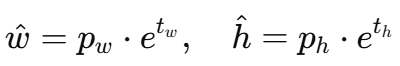 ŵ = p_w · e^{t_w},  ĥ = p_h · e^{t_h}